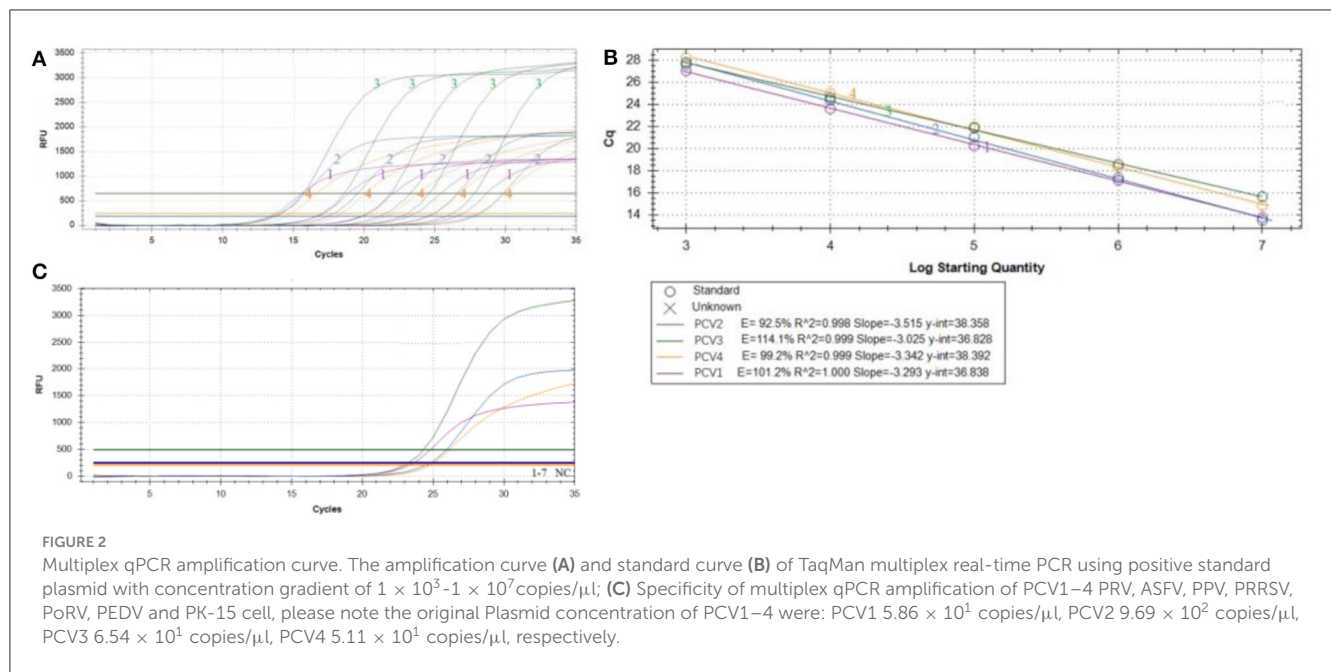 A
3500
3000
2500
2000
1500
1000
500
0
RFU
3 3 3 3 3
2 2 2 2 2
1 1 1 1 1
4 4 4 4 4
5 10 15 20 25 30 35
Cycles
B
28
26
24
22
20
18
16
14
Cq
4
3
2
1
3 4 5 6 7
Log Starting Quantity
Standard
Unknown
PCV2 E= 92.5% R^2=0.998 Slope=-3.515 y-int=38.358
PCV3 E=114.1% R^2=0.999 Slope=-3.025 y-int=36.828
PCV4 E= 99.2% R^2=0.999 Slope=-3.342 y-int=38.392
PCV1 E=101.2% R^2=1.000 Slope=-3.293 y-int=36.838
C
3500
3000
2500
2000
1500
1000
500
0
RFU
1-7 NC
5 10 15 20 25 30 35
Cycles
FIGURE 2
Multiplex qPCR amplification curve. The amplification curve (A) and standard curve (B) of TaqMan multiplex real-time PCR using positive standard
plasmid with concentration gradient of 1 × 10³-1 × 10⁷copies/μl; (C) Specificity of multiplex qPCR amplification of PCV1–4 PRV, ASFV, PPV, PRRSV,
PoRV, PEDV and PK-15 cell, please note the original Plasmid concentration of PCV1–4 were: PCV1 5.86 × 10¹ copies/μl, PCV2 9.69 × 10² copies/μl,
PCV3 6.54 × 10¹ copies/μl, PCV4 5.11 × 10¹ copies/μl, respectively.